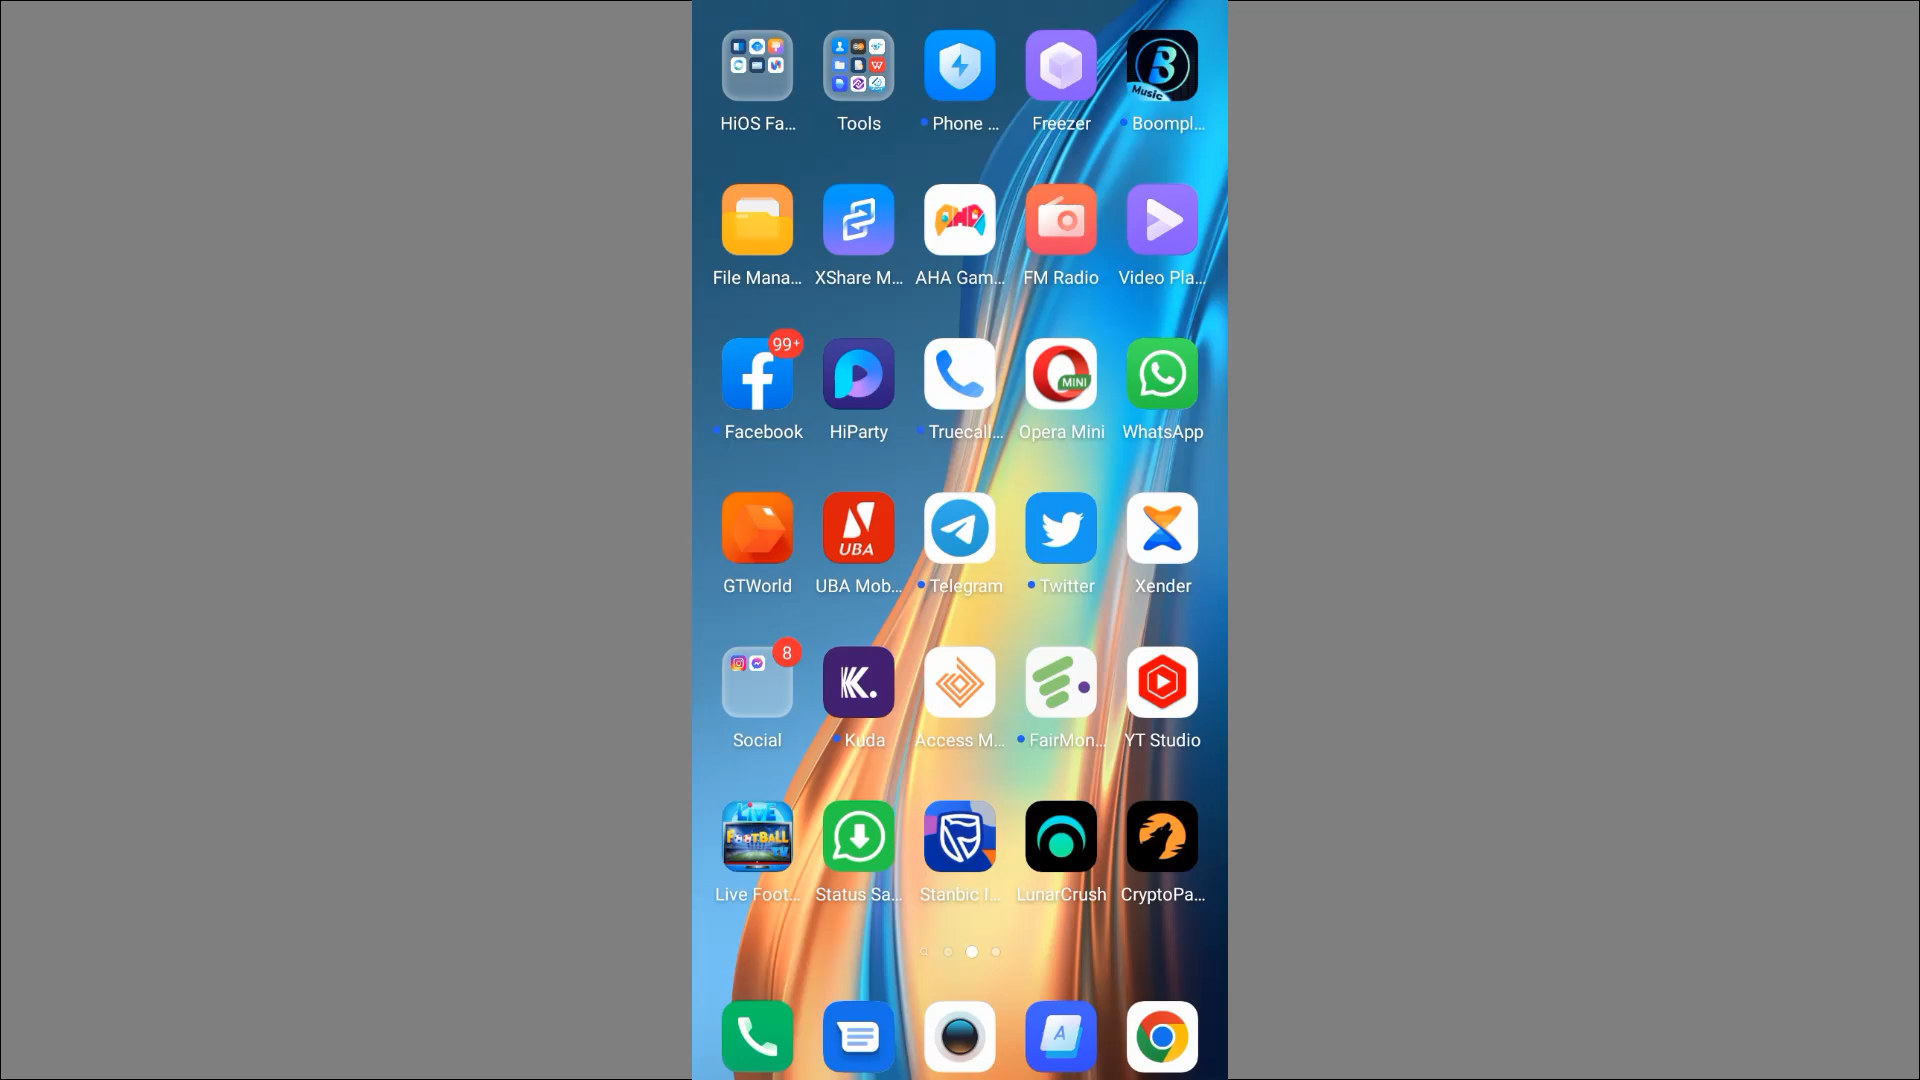 Music
HiOS Fa... Tools Phone ... Freezer Boompl...
AHA
File Mana... XShare M... AHA Gam... FM Radio Video Pla...
99+
MINI
Facebook HiParty Truecall... Opera Mini WhatsApp
UBA
GTWorld UBA Mob... Telegram Twitter Xender
8
K.
Social Kuda Access M... FairMon... YT Studio
LIVE
FOOTBALL
TV
Live Foot... Status Sa... Stanbic I... LunarCrush CryptoPa...
A